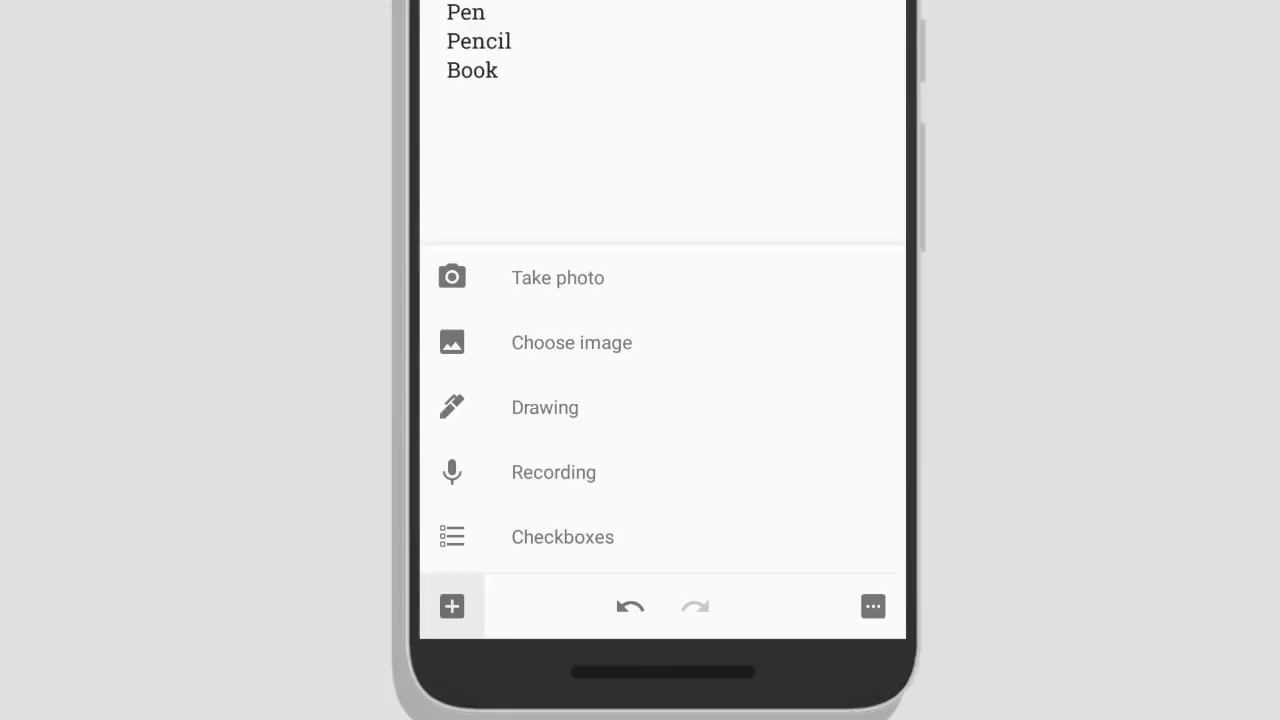 Pen
Pencil
Book
Take photo
Choose image
Drawing
Recording
Checkboxes